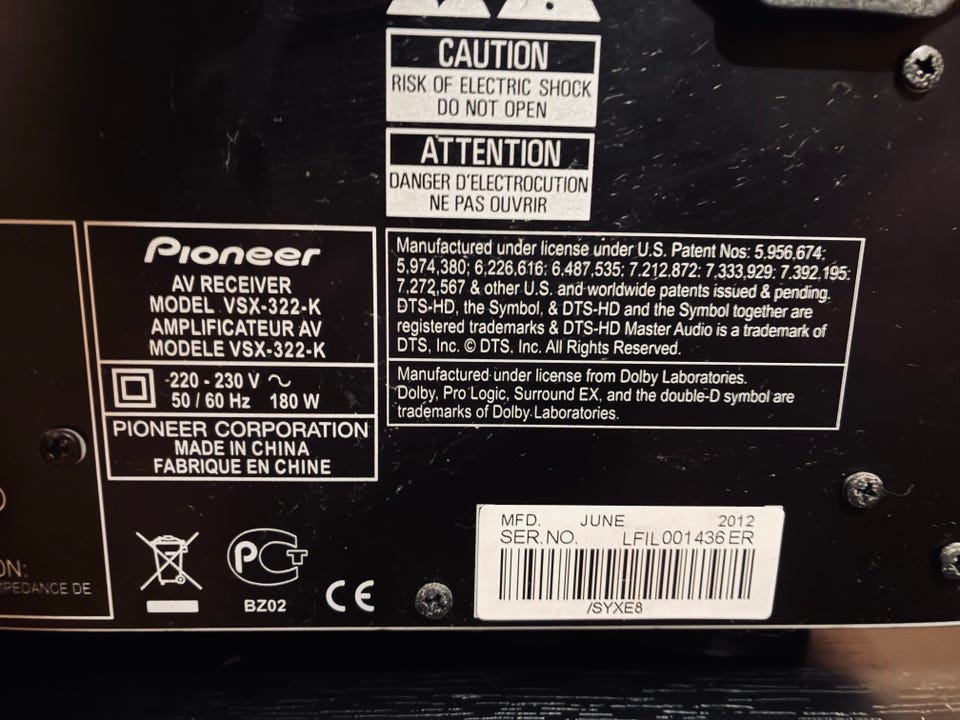 CAUTION
RISK OF ELECTRIC SHOCK
DO NOT OPEN
ATTENTION
DANGER D'ELECTROCUTION
NE PAS OUVRIR
Pioneer
AV RECEIVER
MODEL VSX-322-K
AMPLIFICATEUR AV
MODELE VSX-322-K
220 - 230 V ~
50 / 60 Hz 180 W
PIONEER CORPORATION
MADE IN CHINA
FABRIQUE EN CHINE
Manufactured under license under U.S. Patent Nos: 5,956,674;
5,974,380; 6,226,616; 6,487,535; 7,212,872; 7,333,929; 7,392,195;
7,272,567 & other U.S. and worldwide patents issued & pending.
DTS-HD, the Symbol, & DTS-HD and the Symbol together are
registered trademarks & DTS-HD Master Audio is a trademark of
DTS, Inc. © DTS, Inc. All Rights Reserved.
Manufactured under license from Dolby Laboratories.
Dolby, Pro Logic, Surround EX, and the double-D symbol are
trademarks of Dolby Laboratories.
ON:
IMPEDANCE DE
PCT
BZ02
CE
MFD. JUNE 2012
SER.NO. LFIL001436ER
/SYXE8